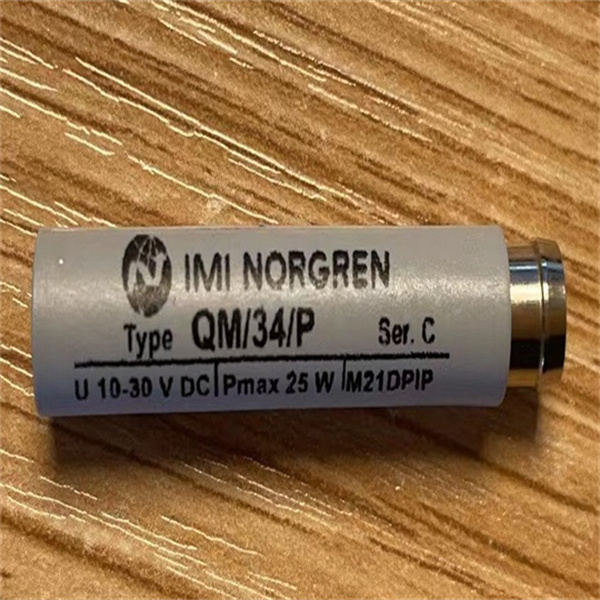 N IMI NORGREN
Type QM/34/P Ser. C
U 10-30 V DC Pmax 25 W M21DPIP